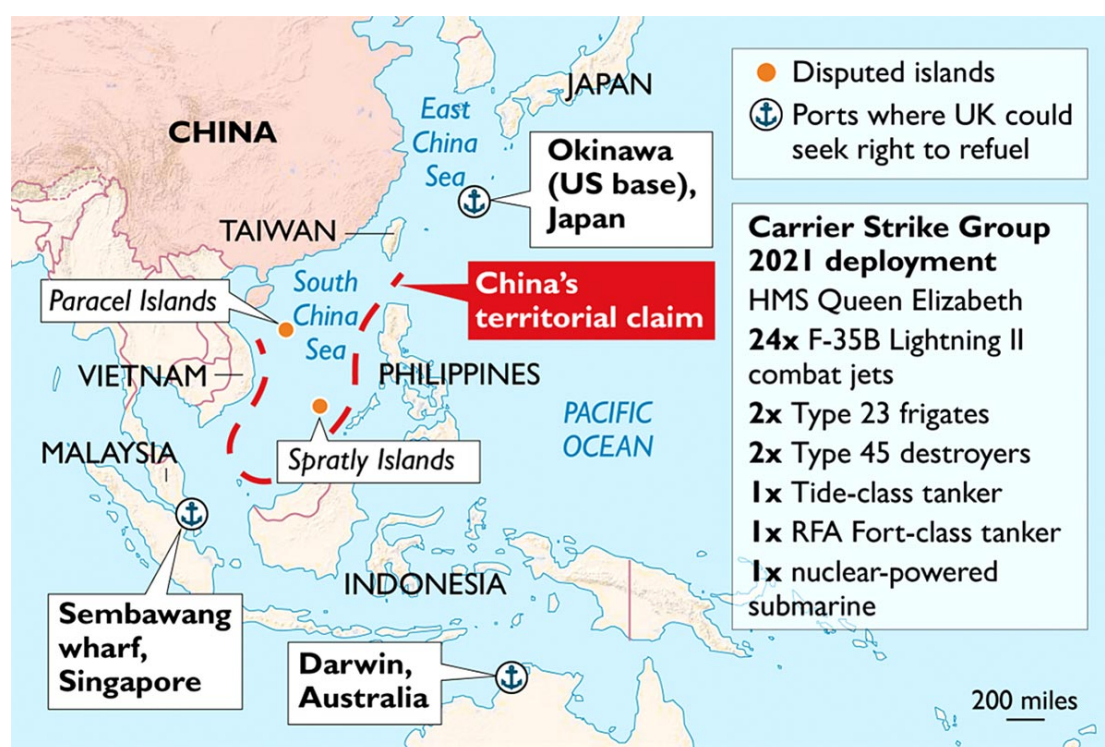 CHINA
JAPAN
East
China
Sea
Okinawa
(US base),
Japan
TAIWAN
Paracel Islands
South
China
Sea
China's
territorial claim
VIETNAM
PHILIPPINES
PACIFIC
OCEAN
MALAYSIA
Spratly Islands
INDONESIA
Sembawang
wharf,
Singapore
Darwin,
Australia
Disputed islands
Ports where UK could
seek right to refuel
Carrier Strike Group
2021 deployment
HMS Queen Elizabeth
24x F-35B Lightning II
combat jets
2x Type 23 frigates
2x Type 45 destroyers
1x Tide-class tanker
1x RFA Fort-class tanker
1x nuclear-powered
submarine
200 miles